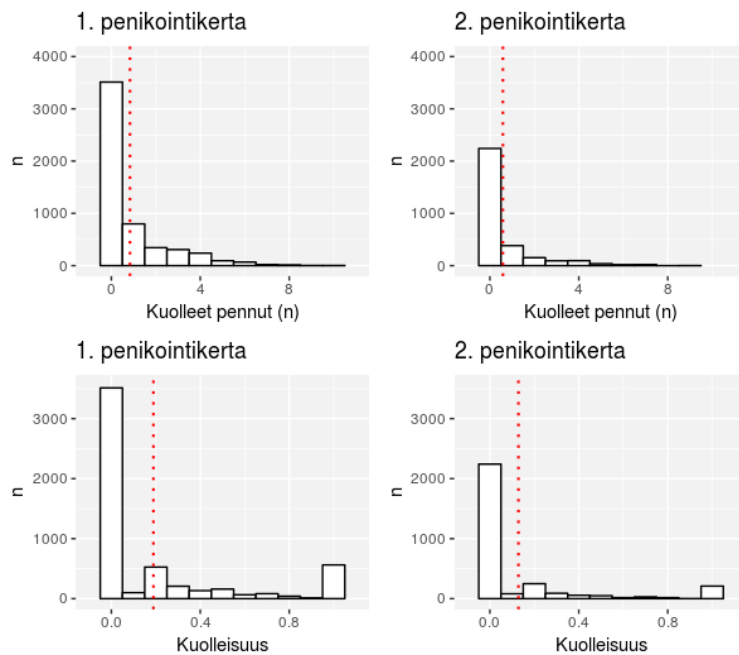 1. penikointikerta
4000
3000
2000
1000
0
n
0 4 8
Kuolleet pennut (n)
2. penikointikerta
4000
3000
2000
1000
0
n
0 4 8
Kuolleet pennut (n)
1. penikointikerta
3000
2000
1000
0
n
0.0 0.4 0.8
Kuolleisuus
2. penikointikerta
3000
2000
1000
0
n
0.0 0.4 0.8
Kuolleisuus